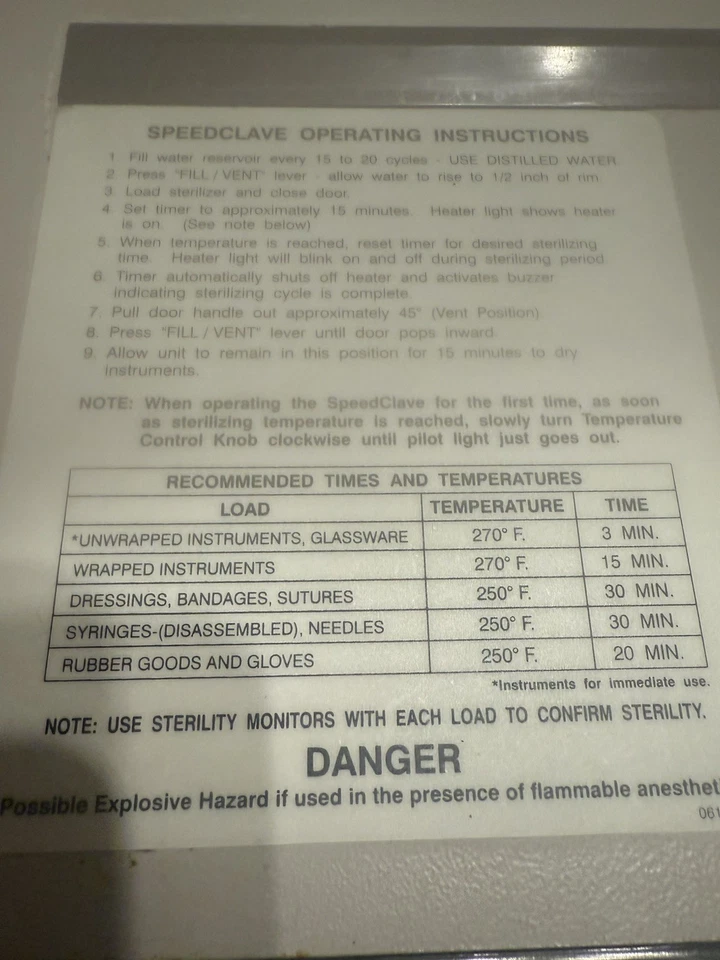 SPEEDCLAVE OPERATING INSTRUCTIONS
1. Fill water reservoir every 15 to 20 cycles - USE DISTILLED WATER.
2. Press "FILL / VENT" lever - allow water to rise to 1/2 inch of rim.
3. Load sterilizer and close door.
4. Set timer to approximately 15 minutes. Heater light shows heater
is on. (See note below)
5. When temperature is reached, reset timer for desired sterilizing
time. Heater light will blink on and off during sterilizing period.
6. Timer automatically shuts off heater and activates buzzer
indicating sterilizing cycle is complete.
7. Pull door handle out approximately 45° (Vent Position).
8. Press "FILL / VENT" lever until door pops inward.
9. Allow unit to remain in this position for 15 minutes to dry
instruments.
NOTE: When operating the SpeedClave for the first time, as soon
as sterilizing temperature is reached, slowly turn Temperature
Control Knob clockwise until pilot light just goes out.
RECOMMENDED TIMES AND TEMPERATURES
LOAD TEMPERATURE TIME
*UNWRAPPED INSTRUMENTS, GLASSWARE 270° F. 3 MIN.
WRAPPED INSTRUMENTS 270° F. 15 MIN.
DRESSINGS, BANDAGES, SUTURES 250° F. 30 MIN.
SYRINGES-(DISASSEMBLED), NEEDLES 250° F. 30 MIN.
RUBBER GOODS AND GLOVES 250° F. 20 MIN.
*Instruments for immediate use.
NOTE: USE STERILITY MONITORS WITH EACH LOAD TO CONFIRM STERILITY.
DANGER
Possible Explosive Hazard if used in the presence of flammable anesthet
061